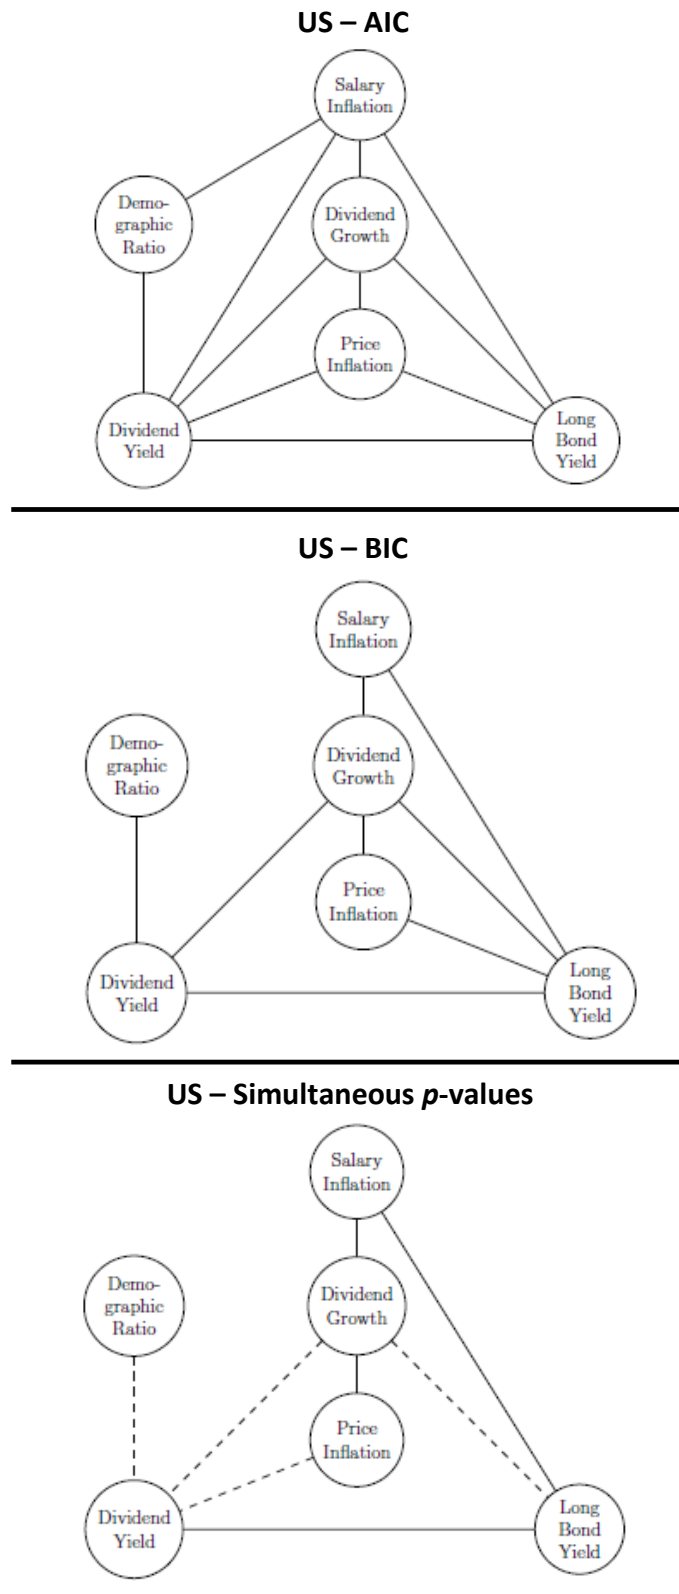 US – AIC
Salary
Inflation
Demo-
graphic
Ratio
Dividend
Growth
Price
Inflation
Dividend
Yield
Long
Bond
Yield
US – BIC
Salary
Inflation
Demo-
graphic
Ratio
Dividend
Growth
Price
Inflation
Dividend
Yield
Long
Bond
Yield
US – Simultaneous p-values
Salary
Inflation
Demo-
graphic
Ratio
Dividend
Growth
Price
Inflation
Dividend
Yield
Long
Bond
Yield